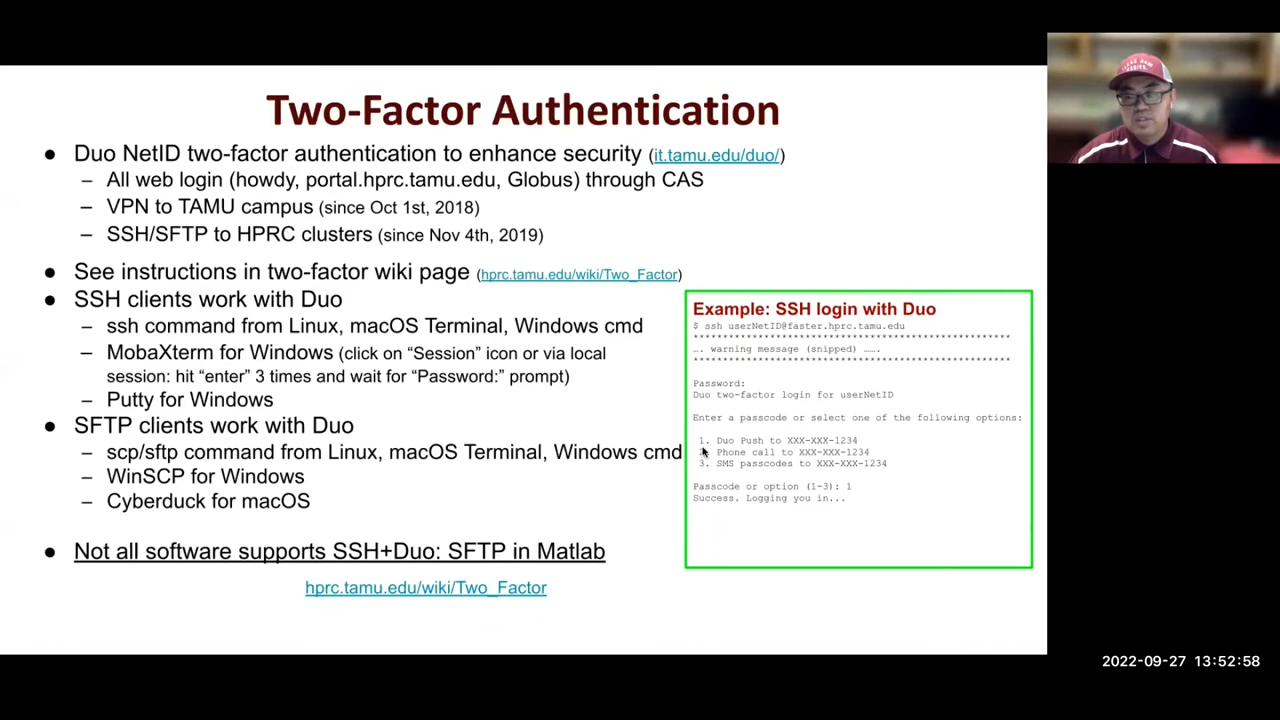 Two-Factor Authentication
● Duo NetID two-factor authentication to enhance security (it.tamu.edu/duo/)
– All web login (howdy, portal.hprc.tamu.edu, Globus) through CAS
– VPN to TAMU campus (since Oct 1st, 2018)
– SSH/SFTP to HPRC clusters (since Nov 4th, 2019)
● See instructions in two-factor wiki page (hprc.tamu.edu/wiki/Two_Factor)
● SSH clients work with Duo
– ssh command from Linux, macOS Terminal, Windows cmd
– MobaXterm for Windows (click on “Session” icon or via local
session: hit “enter” 3 times and wait for “Password:” prompt)
– Putty for Windows
● SFTP clients work with Duo
– scp/sftp command from Linux, macOS Terminal, Windows cmd
– WinSCP for Windows
– Cyberduck for macOS
● Not all software supports SSH+Duo: SFTP in Matlab
hprc.tamu.edu/wiki/Two_Factor
Example: SSH login with Duo
$ ssh userNetID@faster.hprc.tamu.edu
*****************************************************
…. warning message (snipped) …….
*****************************************************
Password:
Duo two-factor login for userNetID
Enter a passcode or select one of the following options:
1. Duo Push to XXX-XXX-1234
Phone call to XXX-XXX-1234
3. SMS passcodes to XXX-XXX-1234
Passcode or option (1-3): 1
Success. Logging you in...
2022-09-27 13:52:58